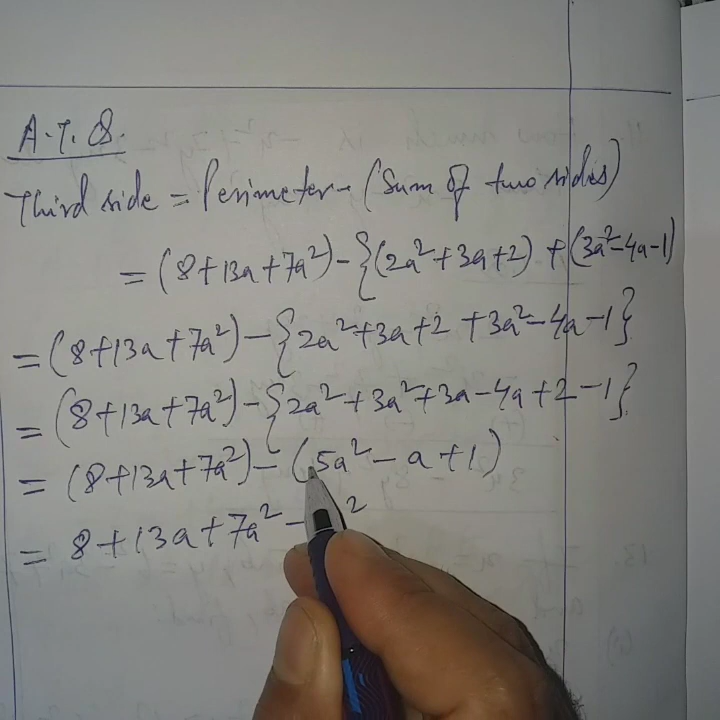 A.T.Q.
Third side = Perimeter - (Sum of two sides)
= (8+13a+7a²) - {(2a²+3a+2) + (3a²-4a-1)
= (8+13a+7a²) - {2a²+3a+2 +3a²-4a-1}
= (8+13a+7a²) - {2a²+3a²+3a-4a+2-1}
= (8+13a+7a²) - (5a²-a+1)
= 8+13a+7a² - ²